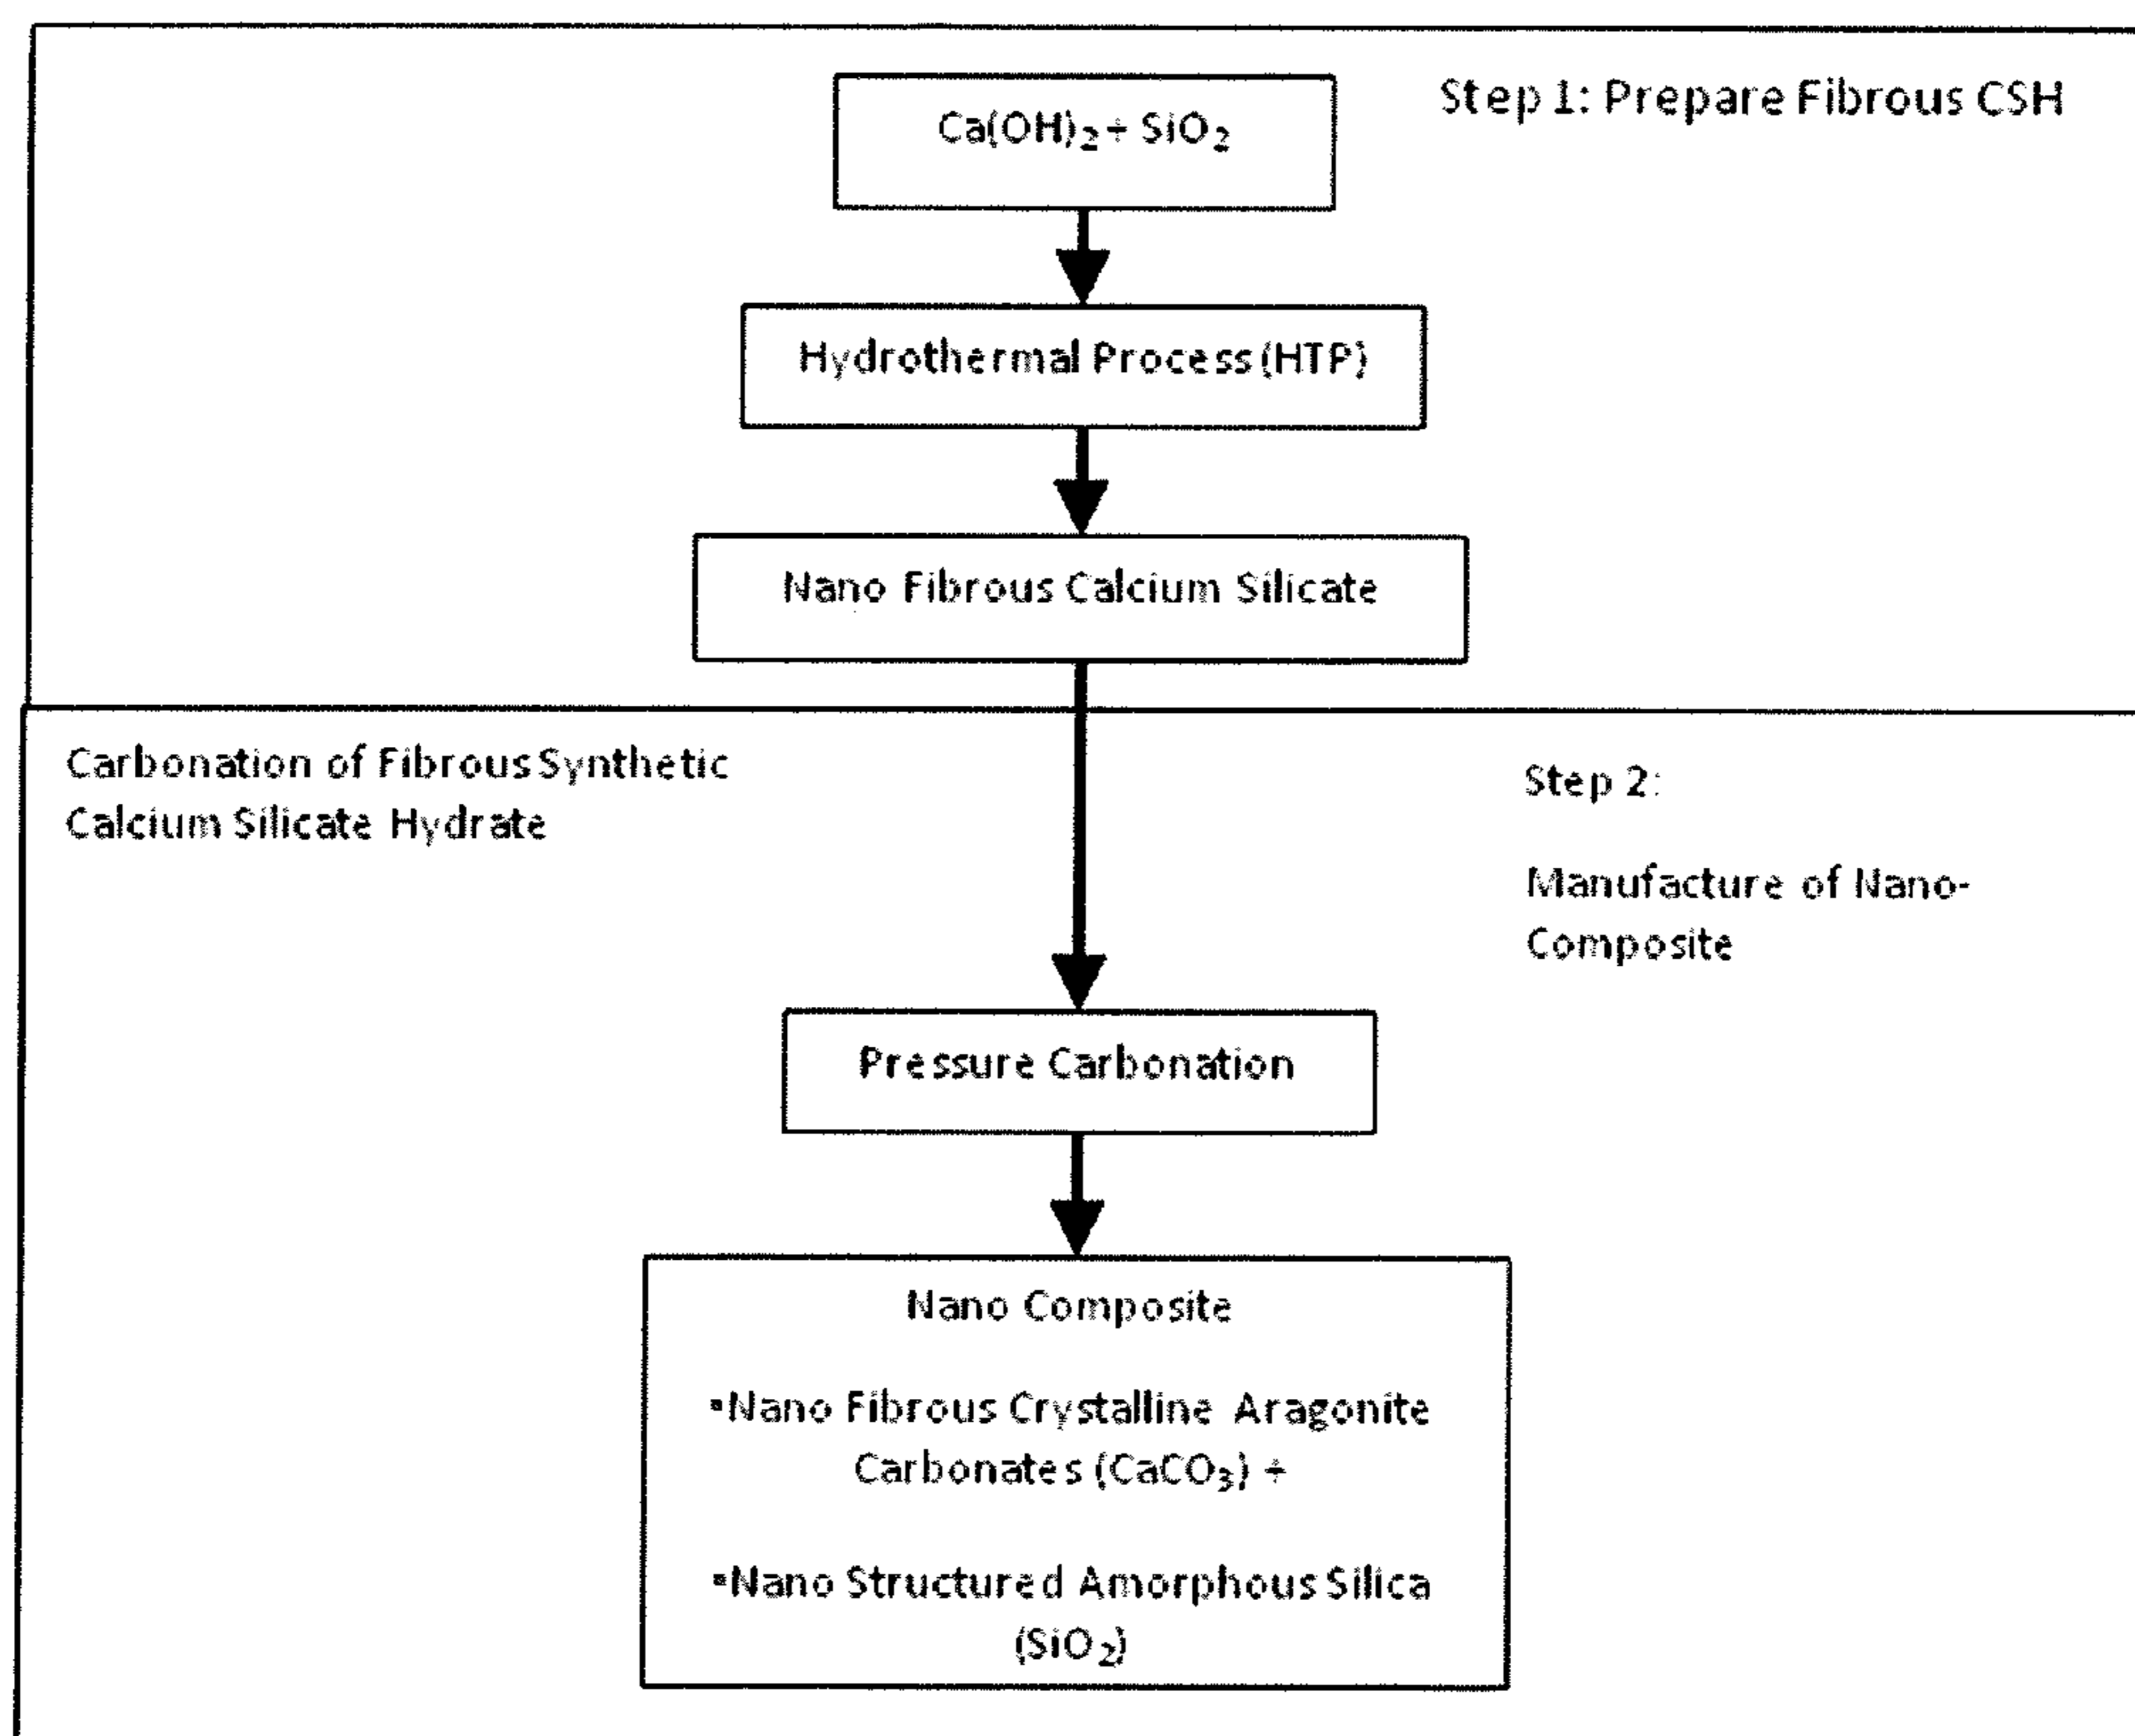 Step 1: Prepare Fibrous CSH
Ca(OH)₂ + SiO₂
Hydrothermal Process (HTP)
Nano Fibrous Calcium Silicate
Carbonation of Fibrous Synthetic
Calcium Silicate Hydrate
Step 2:
Manufacture of Nano-
Composite
Pressure Carbonation
Nano Composite
▪Nano Fibrous Crystalline Aragonite
Carbonates (CaCO₃) +
▪Nano Structured Amorphous Silica
(SiO₂)